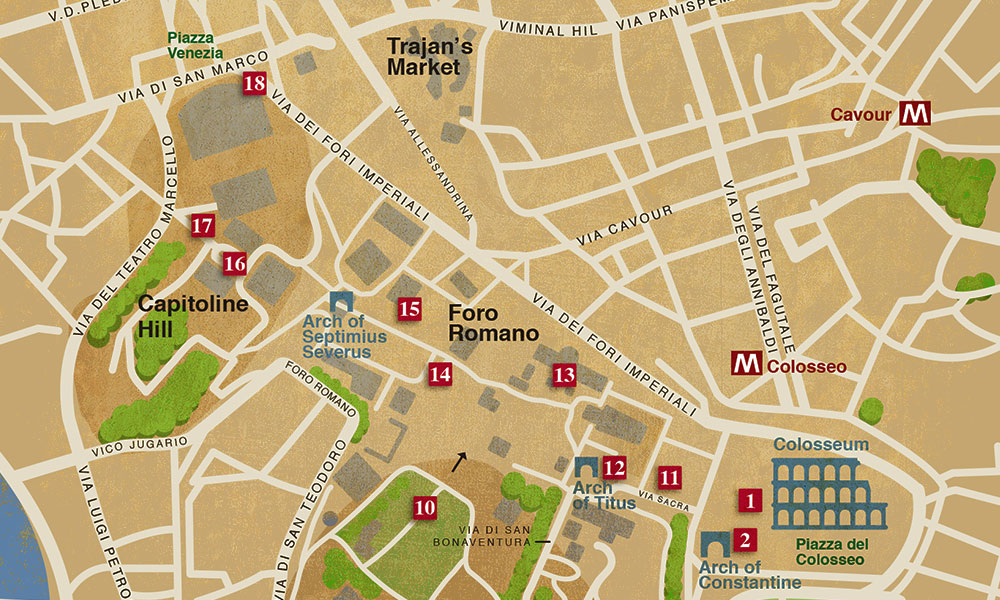 V.D.PLEB
VIMINAL HIL
VIA PANISPEM
Piazza
Venezia
Trajan's
Market
VIA DI SAN MARCO
18
Cavour M
VIA DEI FORI IMPERIALI
VIA ALLESSANDRINA
VIA DEL TEATRO MARCELLO
VIA CAVOUR
VIA DEGLI ANNIBALDI
VIA DEL FAGUTALE
17
16
Capitoline
Hill
Arch of
Septimius
Severus
15
Foro
Romano
VIA DEI FORI IMPERIALI
M Colosseo
14
13
FORO ROMANO
VICO JUGARIO
VIA LUIGI PETRO
VIA DI SAN TEODORO
Colosseum
12
Arch
of Titus
11
VIA SACRA
1
10
VIA DI SAN
BONAVENTURA
2
Arch of
Constantine
Piazza del
Colosseo